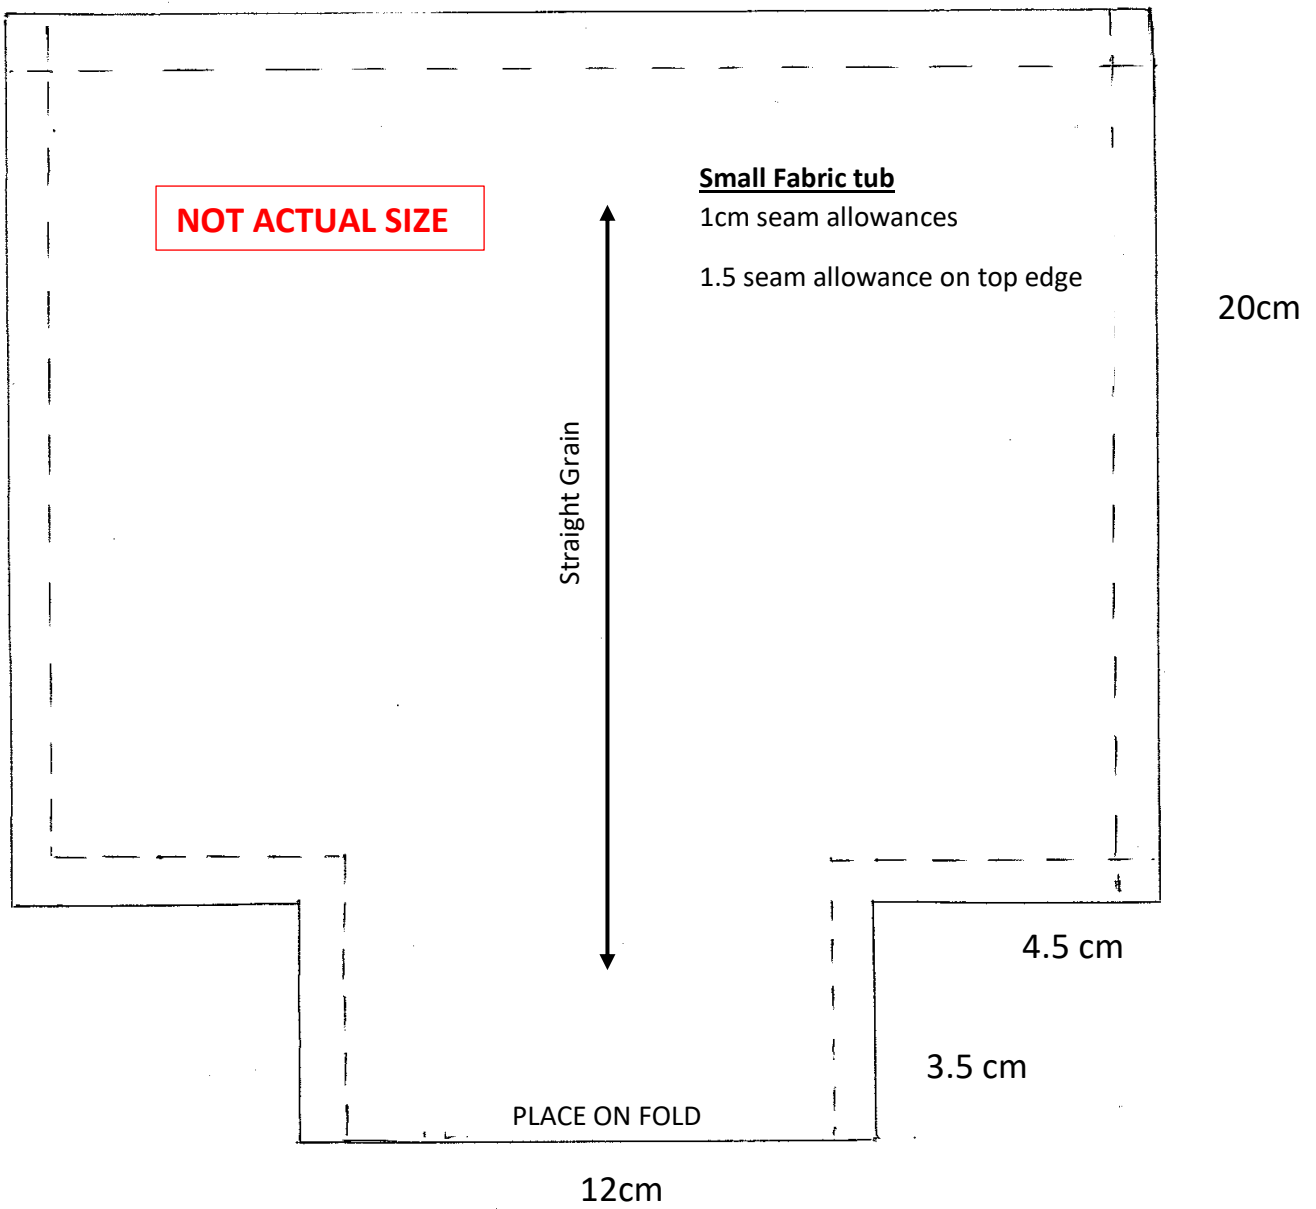 Small Fabric tub
NOT ACTUAL SIZE
1cm seam allowances
1.5 seam allowance on top edge
20cm
Straight Grain
4.5 cm
3.5 cm
PLACE ON FOLD
12cm